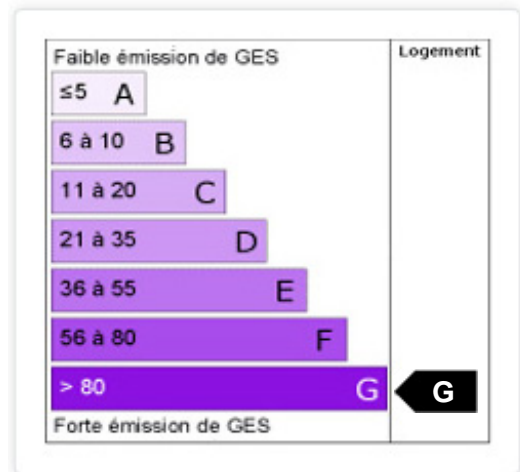 Faible émission de GES
Logement
≤5 A
6 à 10 B
11 à 20 C
21 à 35 D
36 à 55 E
56 à 80 F
> 80 G
G
Forte émission de GES